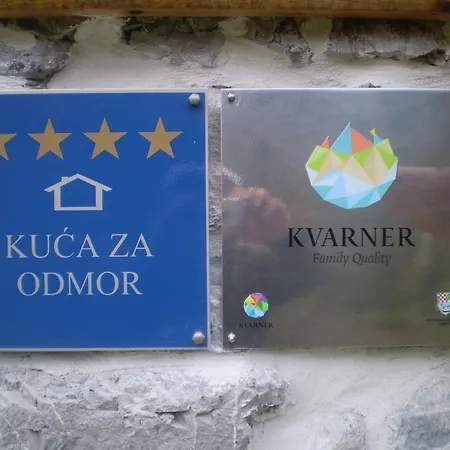 KUĆA ZA
ODMOR
KVARNER
Family Quality
KVARNER